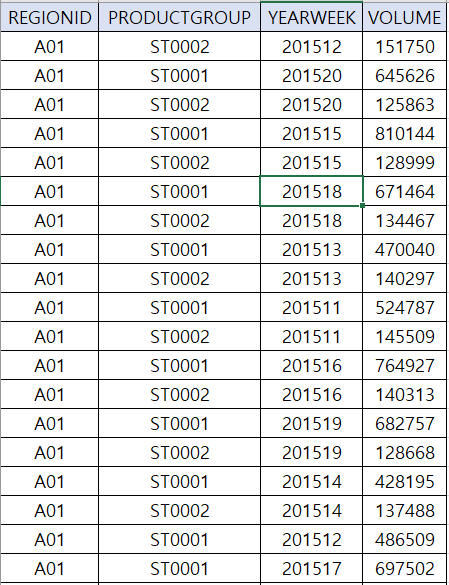 REGIONID PRODUCTGROUP YEARWEEK VOLUME
A01 ST0002 201512 151750
A01 ST0001 201520 645626
A01 ST0002 201520 125863
A01 ST0001 201515 810144
A01 ST0002 201515 128999
A01 ST0001 201518 671464
A01 ST0002 201518 134467
A01 ST0001 201513 470040
A01 ST0002 201513 140297
A01 ST0001 201511 524787
A01 ST0002 201511 145509
A01 ST0001 201516 764927
A01 ST0002 201516 140313
A01 ST0001 201519 682757
A01 ST0002 201519 128668
A01 ST0001 201514 428195
A01 ST0002 201514 137488
A01 ST0001 201512 486509
A01 ST0001 201517 697502